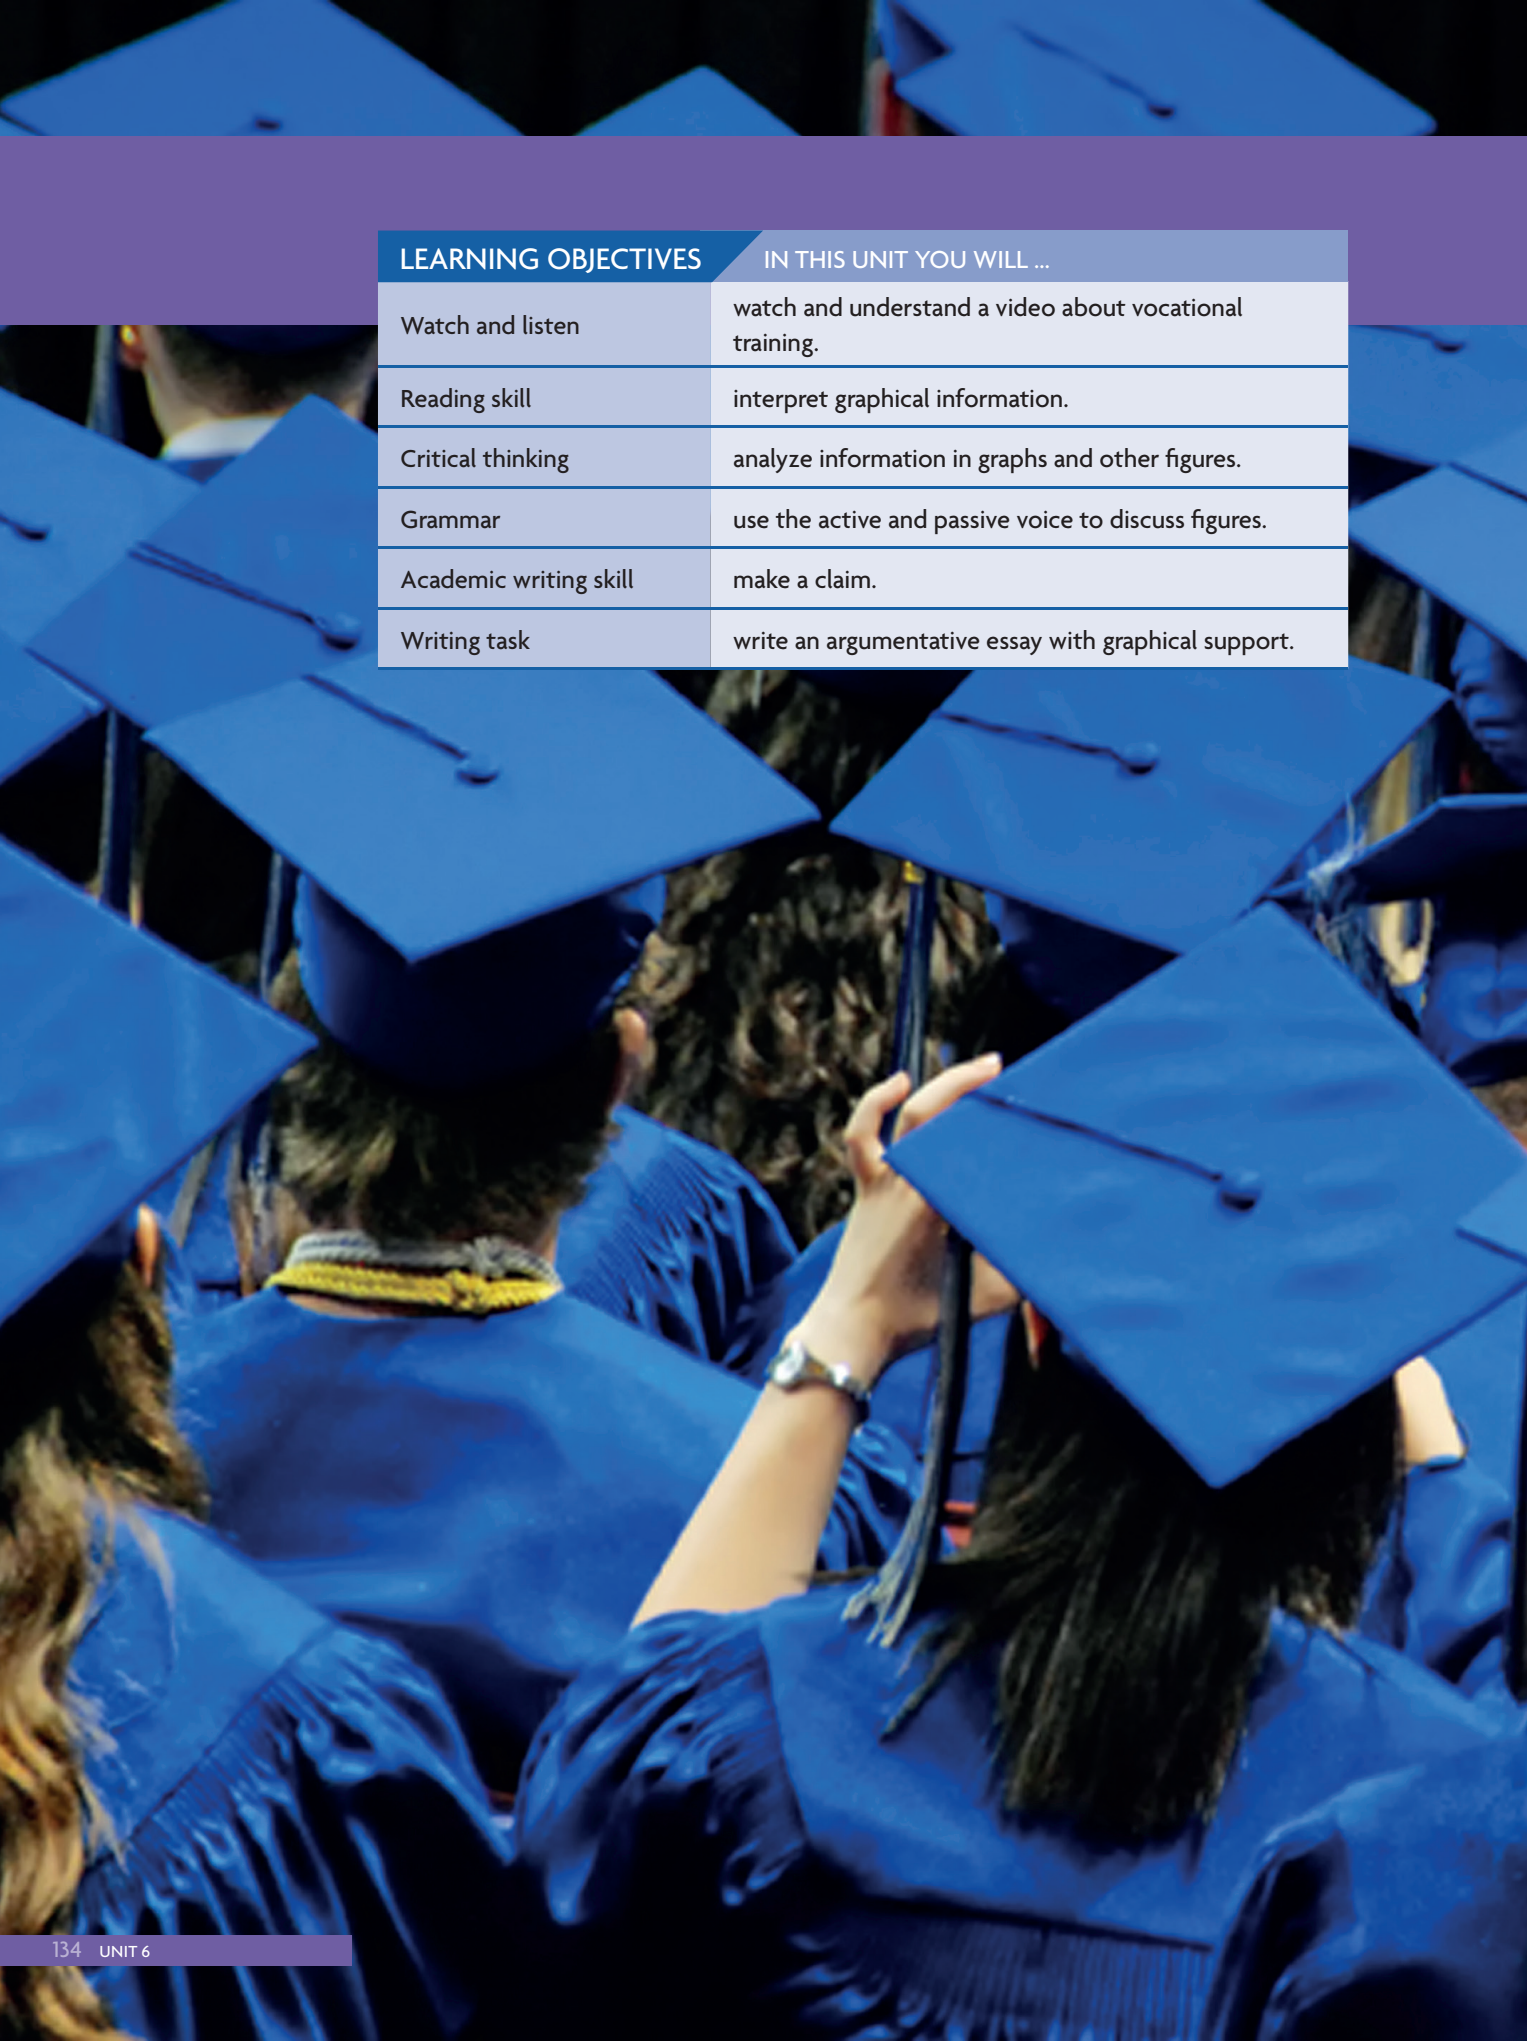 LEARNING OBJECTIVES IN THIS UNIT YOU WILL ...
Watch and listen
watch and understand a video about vocational
training.
Reading skill
interpret graphical information.
Critical thinking
analyze information in graphs and other figures.
Grammar
use the active and passive voice to discuss figures.
Academic writing skill
make a claim.
Writing task
write an argumentative essay with graphical support.
134 UNIT 6